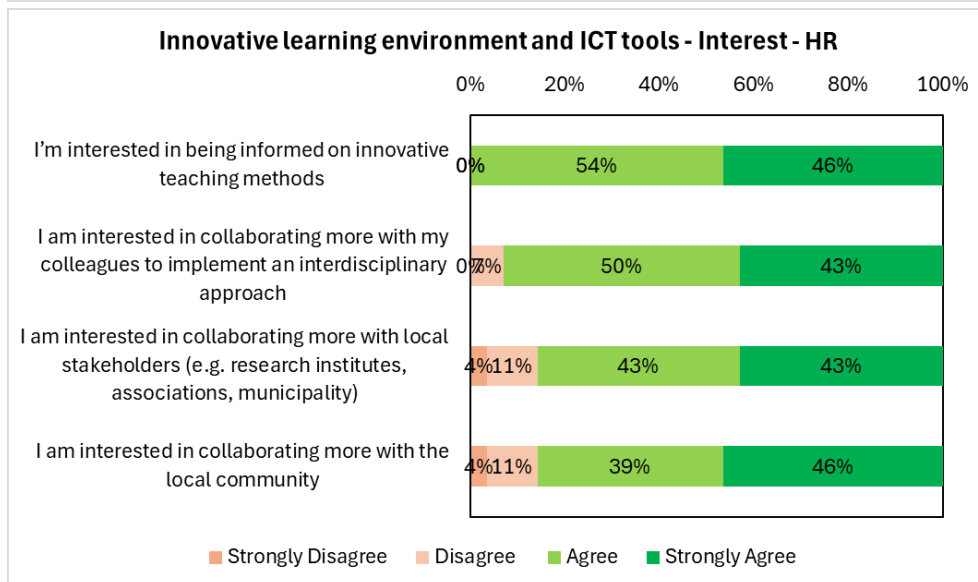 Innovative learning environment and ICT tools - Interest - HR
0% 20% 40% 60% 80% 100%
I’m interested in being informed on innovative
teaching methods
0% 54% 46%
I am interested in collaborating more with my
colleagues to implement an interdisciplinary
approach
0% 7% 50% 43%
I am interested in collaborating more with local
stakeholders (e.g. research institutes,
associations, municipality)
4% 11% 43% 43%
I am interested in collaborating more with the
local community
4% 11% 39% 46%
Strongly Disagree Disagree Agree Strongly Agree